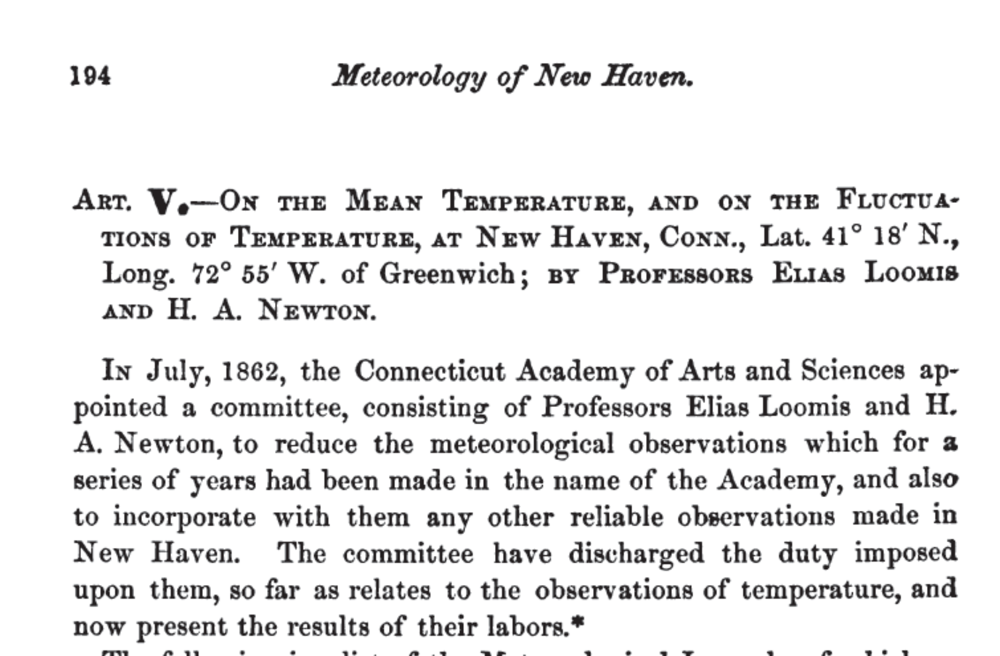 194 Meteorology of New Haven.
ART. V.—ON THE MEAN TEMPERATURE, AND ON THE FLUCTUA-
TIONS OF TEMPERATURE, AT NEW HAVEN, CONN., Lat. 41° 18′ N.,
Long. 72° 55′ W. of Greenwich; BY PROFESSORS ELIAS LOOMIS
AND H. A. NEWTON.
IN July, 1862, the Connecticut Academy of Arts and Sciences ap-
pointed a committee, consisting of Professors Elias Loomis and H.
A. Newton, to reduce the meteorological observations which for a
series of years had been made in the name of the Academy, and also
to incorporate with them any other reliable observations made in
New Haven. The committee have discharged the duty imposed
upon them, so far as relates to the observations of temperature, and
now present the results of their labors.*